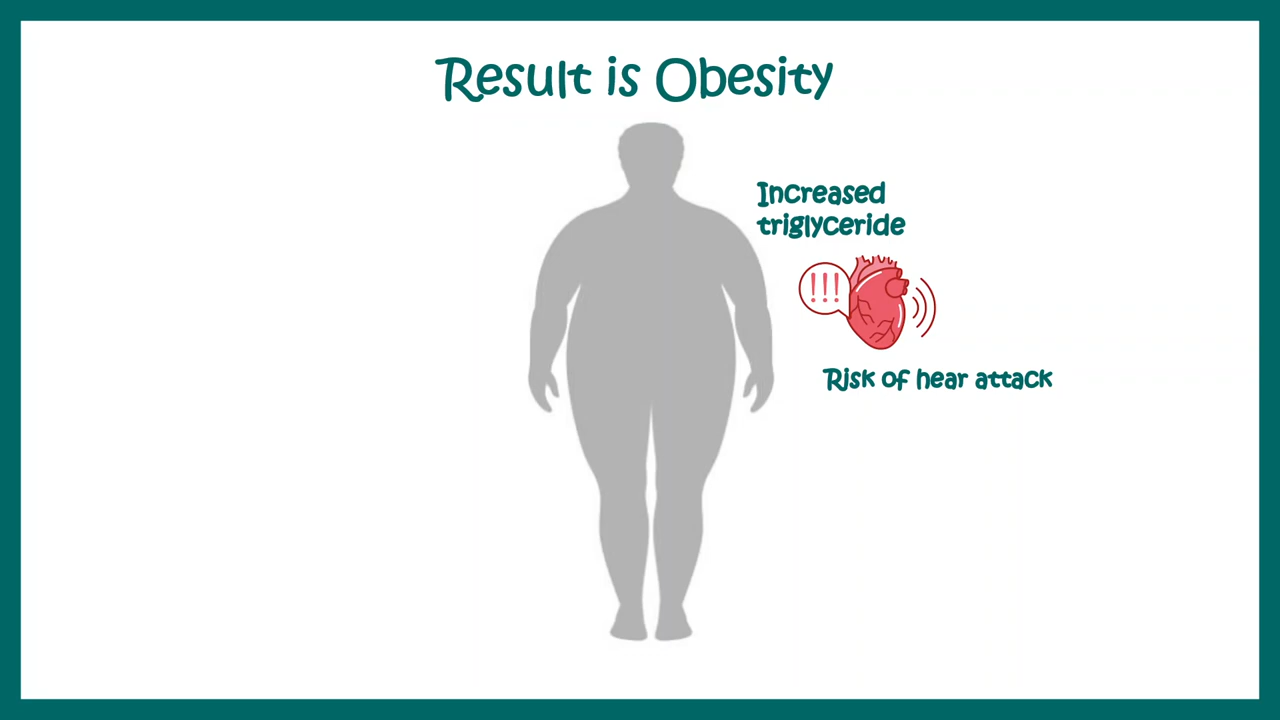 Result is Obesity
Increased
triglyceride
!!!
Risk of hear attack